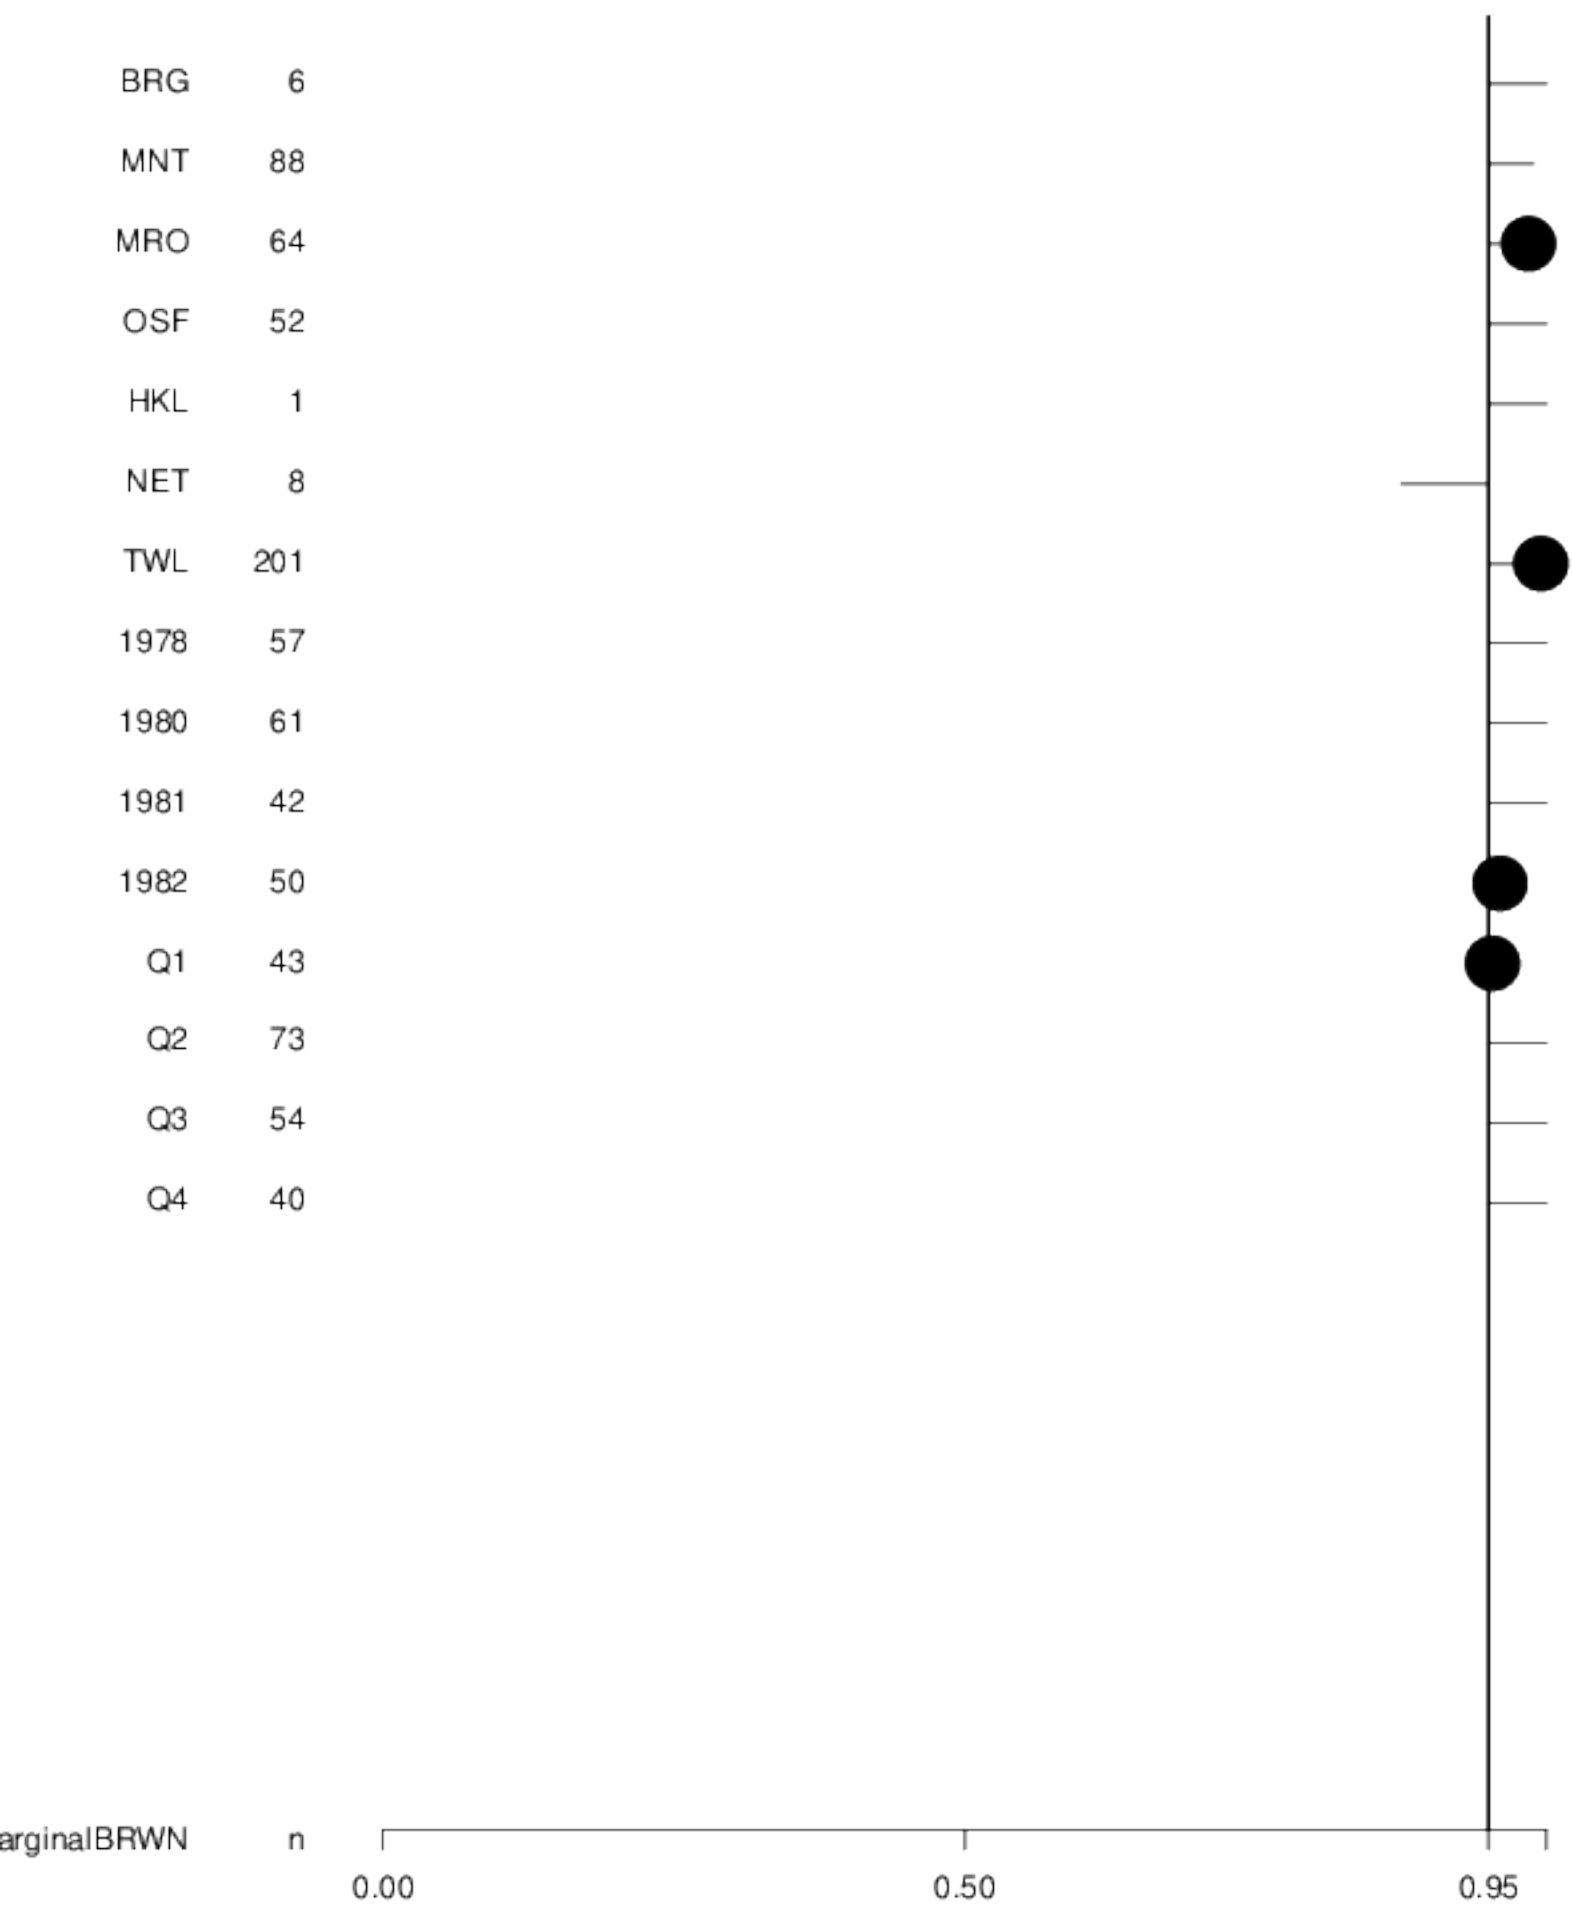 BRG 6
MNT 88
MRO 64
OSF 52
HKL 1
NET 8
TWL 201
1978 57
1980 61
1981 42
1982 50
Q1 43
Q2 73
Q3 54
Q4 40
arginalBRWN n
0.00 0.50 0.95